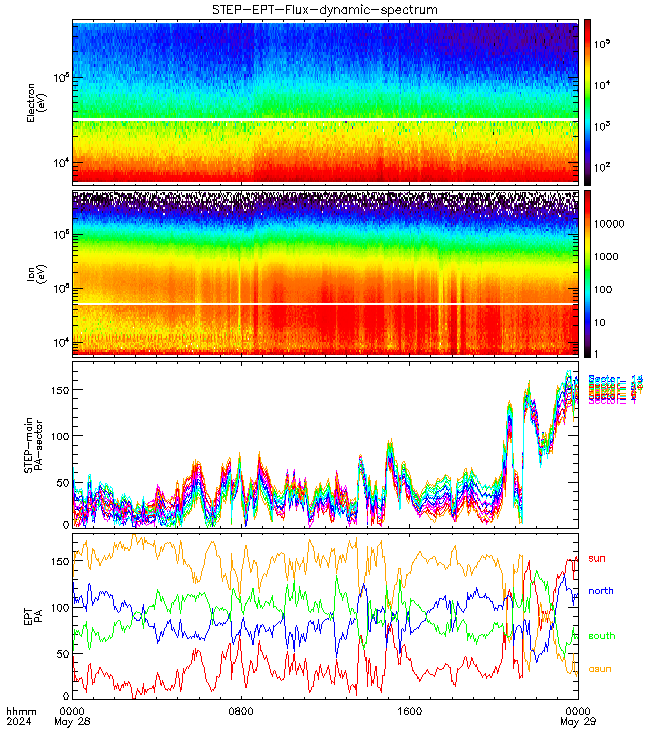 STEP-EPT-Flux-dynamic-spectrum
Electron
(eV)
10⁵
10⁴
10⁵
10⁴
10³
10²
Ion
(eV)
10⁶
10⁵
10⁴
10000
1000
100
10
1
STEP-main
PA-sector
150
100
50
0
EPT
PA
150
100
50
0
sun
north
south
asun
hhmm
2024
0000
May 28
0800
1600
0000
May 29